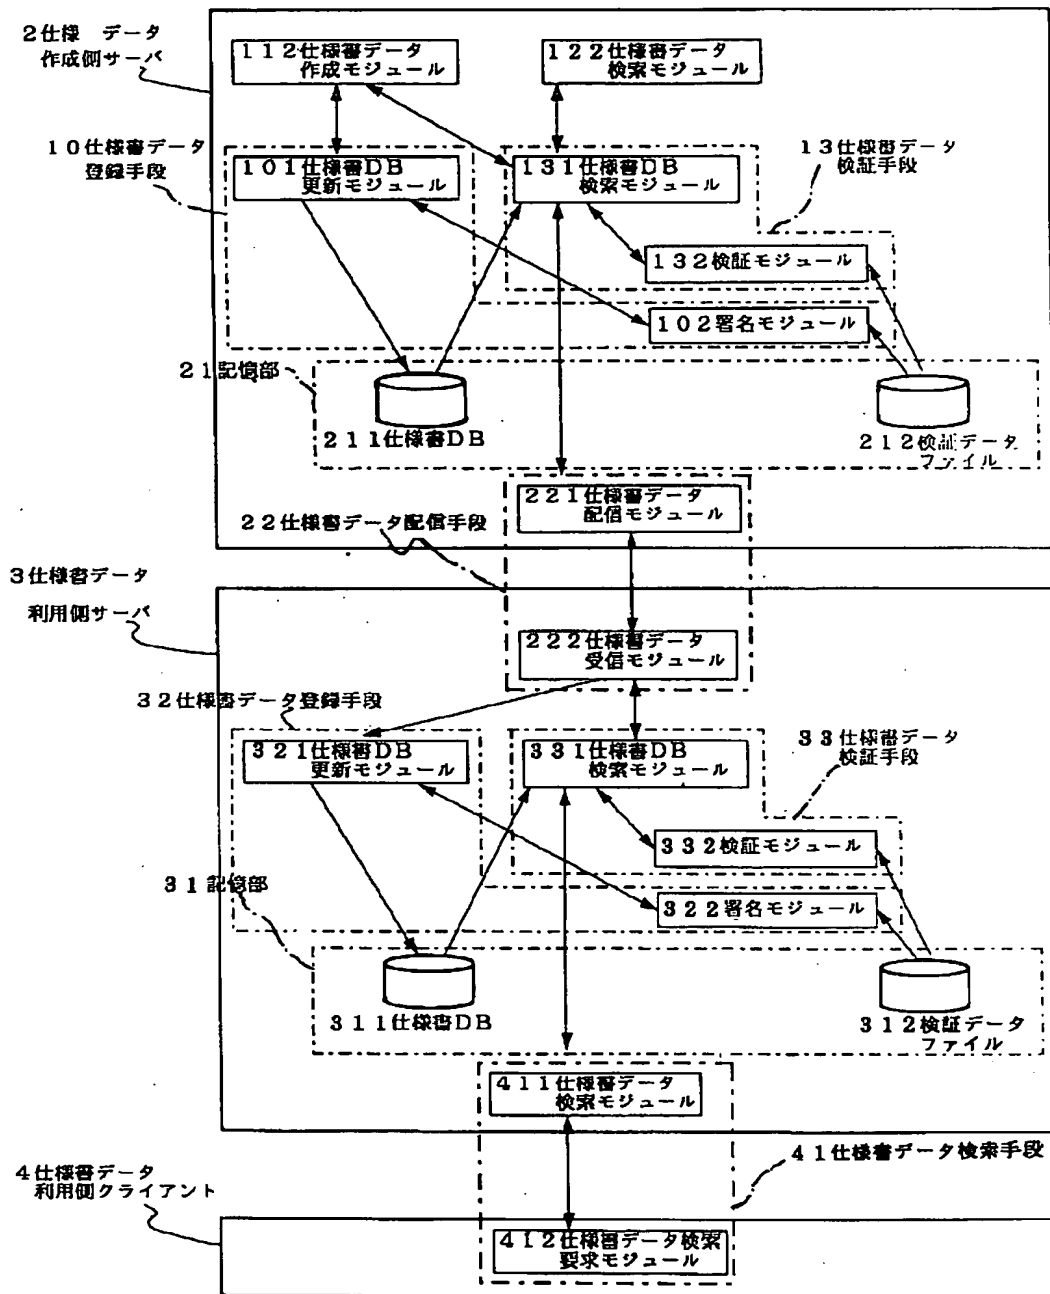 2仕様 データ
作成側サーバ
112仕様書データ
作成モジュール
122仕様書データ
検索モジュール
10仕様書データ
登録手段
101仕様書DB
更新モジュール
131仕様書DB
検索モジュール
13仕様書データ
検証手段
132検証モジュール
102署名モジュール
21記憶部
211仕様書DB
212検証データ
ファイル
221仕様書データ
配信モジュール
22仕様書データ配信手段
3仕様書データ
利用側サーバ
222仕様書データ
受信モジュール
32仕様書データ登録手段
321仕様書DB
更新モジュール
331仕様書DB
検索モジュール
33仕様書データ
検証手段
332検証モジュール
31記憶部
322署名モジュール
311仕様書DB
312検証データ
ファイル
411仕様書データ
検索モジュール
41仕様書データ検索手段
4仕様書データ
利用側クライアント
412仕様書データ検索
要求モジュール